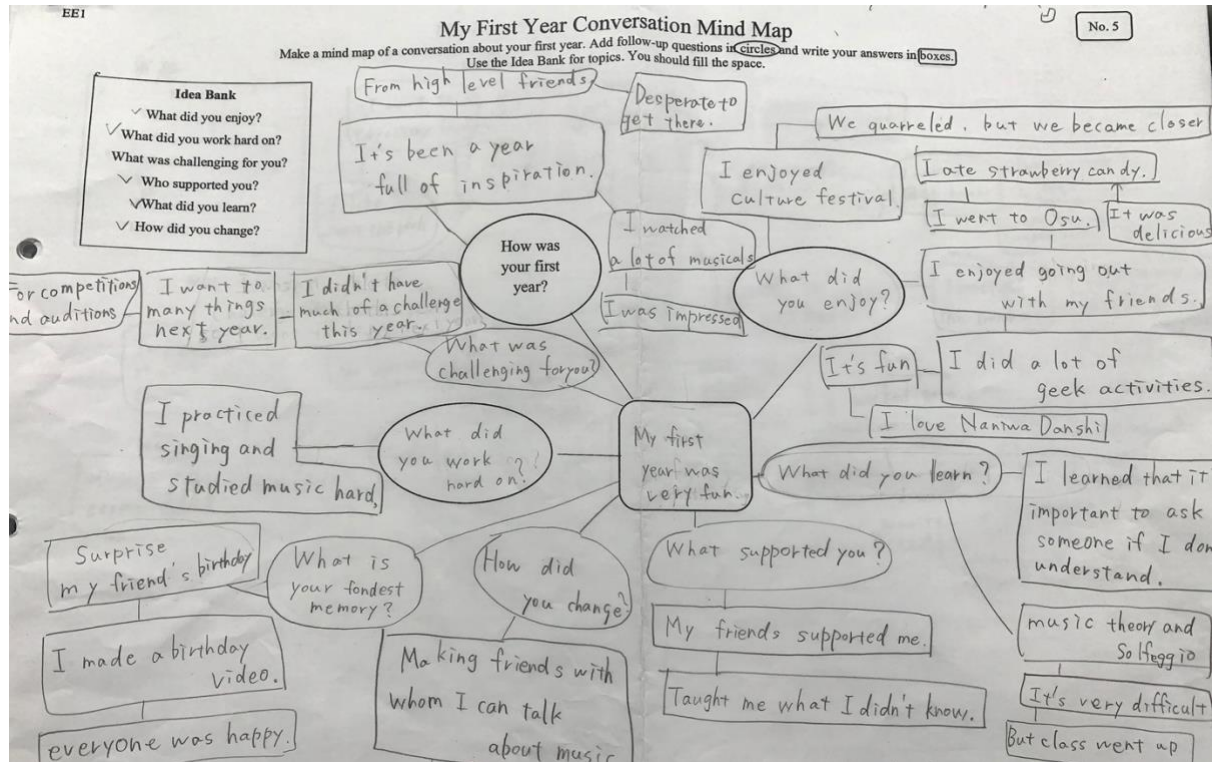 EE1
My First Year Conversation Mind Map
No. 5
Make a mind map of a conversation about your first year. Add follow-up questions in circles and write your answers in boxes.
Use the Idea Bank for topics. You should fill the space.
Idea Bank
What did you enjoy?
What did you work hard on?
What was challenging for you?
Who supported you?
What did you learn?
How did you change?
From high level friends
Desperate to
get there.
It's been a year
full of inspiration.
How was
your first
year?
I watched
a lot of musicals
I was impressed
We quarreled, but we became closer
I enjoyed
culture festival
I ate strawberry candy.
I went to Osu.
It was
delicious
What did
you enjoy?
I enjoyed going out
with my friends.
It's fun
I did a lot of
geek activities.
I love Naniwa Danshi
For competitions
nd auditions
I want to
many things
next year.
I didn't have
much of a challenge
this year.
What was
challenging for you?
I practiced
singing and
studied music hard,
What did
you work
hard on?
My first
year was
very fun.
What did you learn?
I learned that it
important to ask
someone if I don
understand.
music theory and
Solfeggio
It's very difficult
But class went up
What supported you?
My friends supported me.
Taught me what I didn't know.
How did
you change?
Making friends with
whom I can talk
about music
What is
your fondest
memory?
Surprise
my friend's birthday
I made a birthday
video.
everyone was happy.